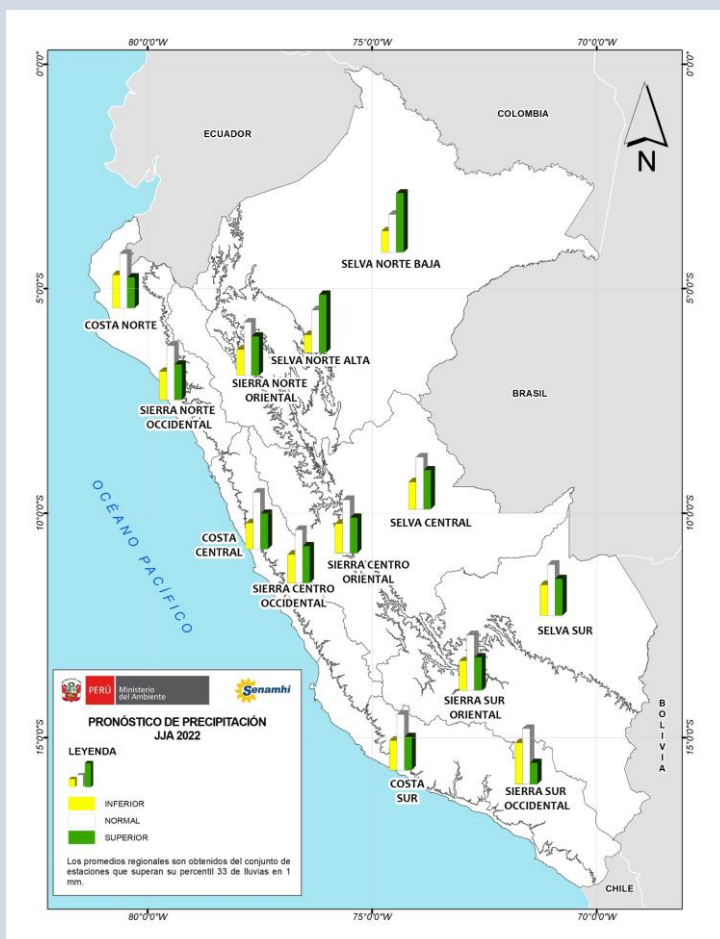 80°0'0"W
75°0'0"W
70°0'0"W
0°0'0"
0°0'0"
COLOMBIA
ECUADOR
N
SELVA NORTE BAJA
5°0'0"S
5°0'0"S
COSTA NORTE
SELVA NORTE ALTA
SIERRA NORTE
ORIENTAL
SIERRA NORTE
OCCIDENTAL
BRASIL
SELVA CENTRAL
10°0'0"S
10°0'0"S
OCÉANO PACÍFICO
COSTA
CENTRAL
SIERRA CENTRO
ORIENTAL
SIERRA CENTRO
OCCIDENTAL
SELVA SUR
SIERRA SUR
ORIENTAL
BOLIVIA
15°0'0"S
15°0'0"S
COSTA
SUR
SIERRA SUR
OCCIDENTAL
PERÚ
Ministerio
del Ambiente
Senamhi
PRONÓSTICO DE PRECIPITACIÓN
JJA 2022
LEYENDA
INFERIOR
NORMAL
SUPERIOR
Los promedios regionales son obtenidos del conjunto de
estaciones que superan su percentil 33 de lluvias en 1
mm.
CHILE
80°0'0"W
75°0'0"W
70°0'0"W